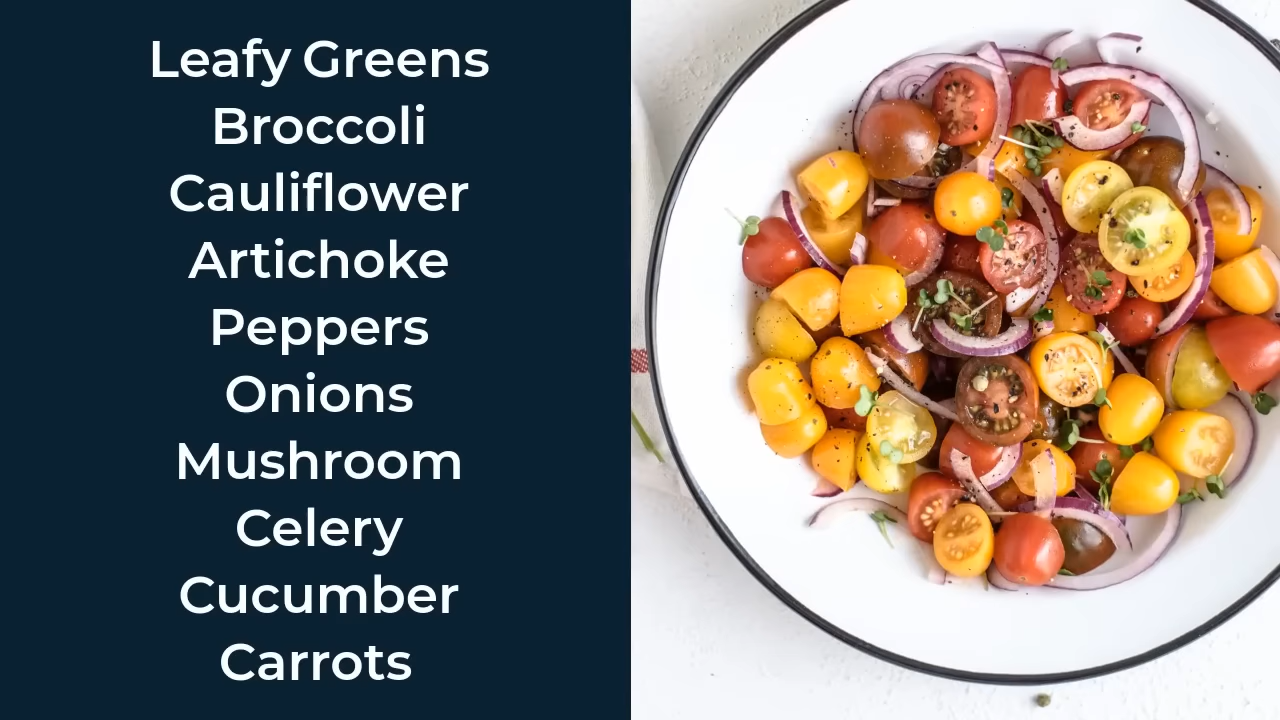 Leafy Greens
Broccoli
Cauliflower
Artichoke
Peppers
Onions
Mushroom
Celery
Cucumber
Carrots